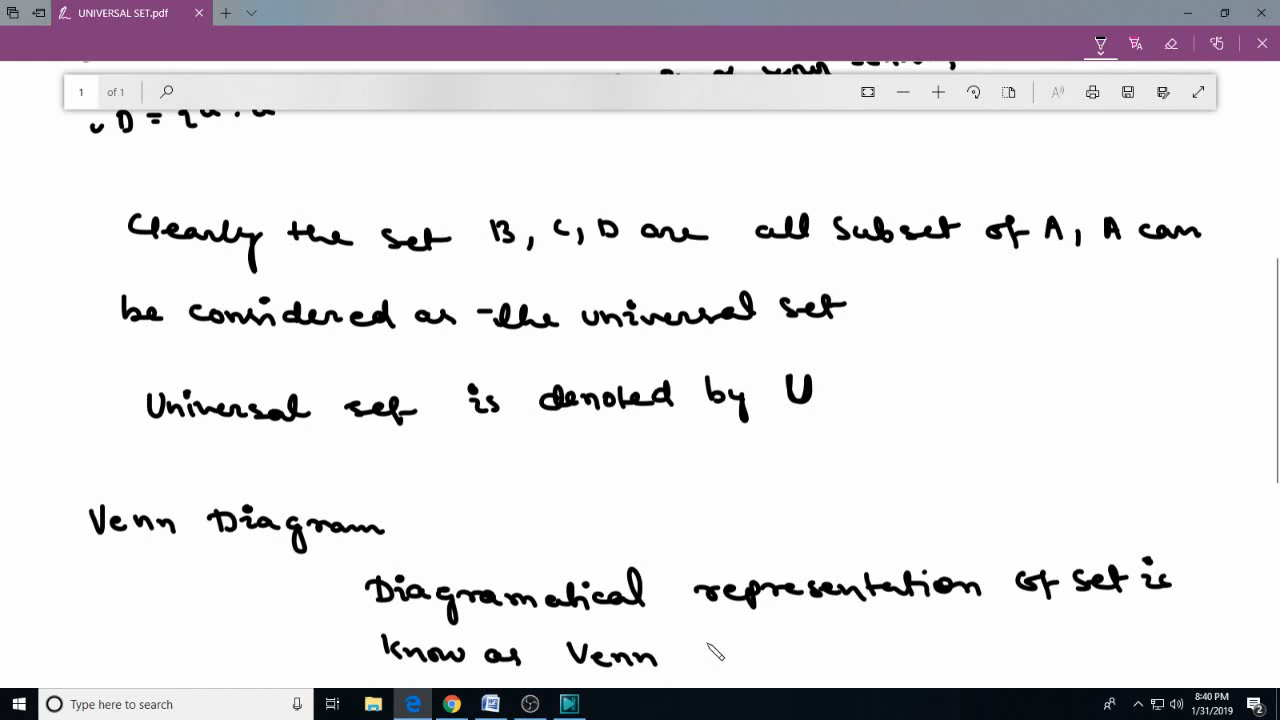 UNIVERSAL SET.pdf
1 of 1
D =
Clearly the set B, C, D are all subset of A, A can
be considered as the universal set
Universal set is denoted by U
Venn Diagram
Diagramatical representation of set is
know as Venn
Type here to search
8:40 PM
1/31/2019
2